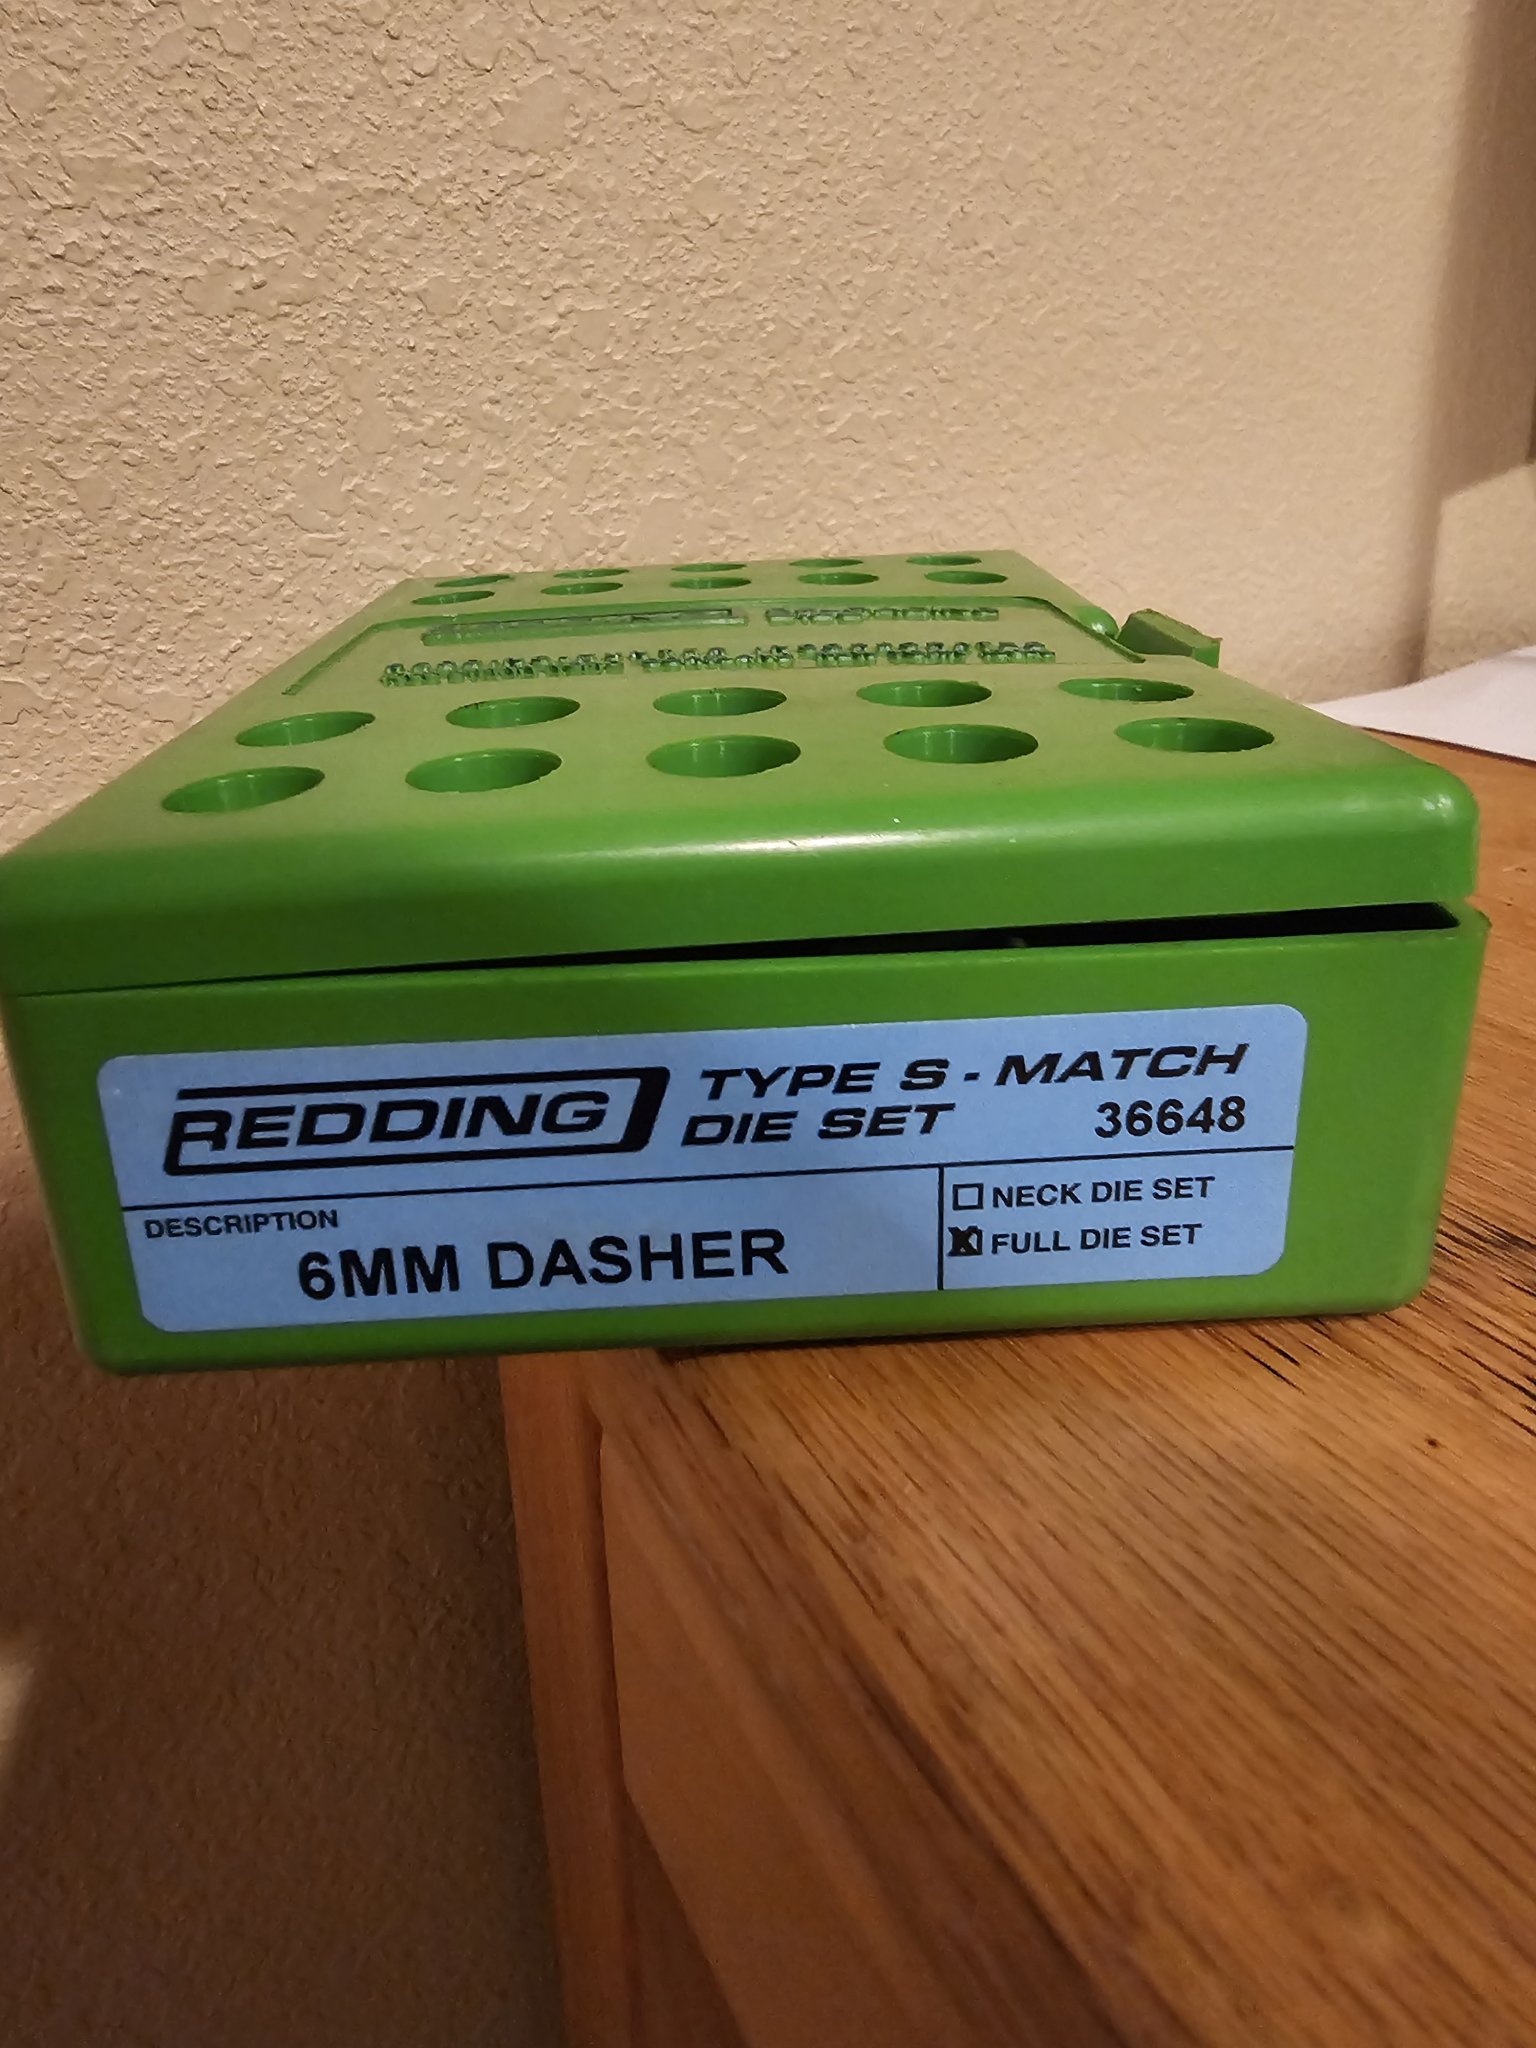 REDDING
TYPE S - MATCH
DIE SET 36648
DESCRIPTION
6MM DASHER
NECK DIE SET
FULL DIE SET